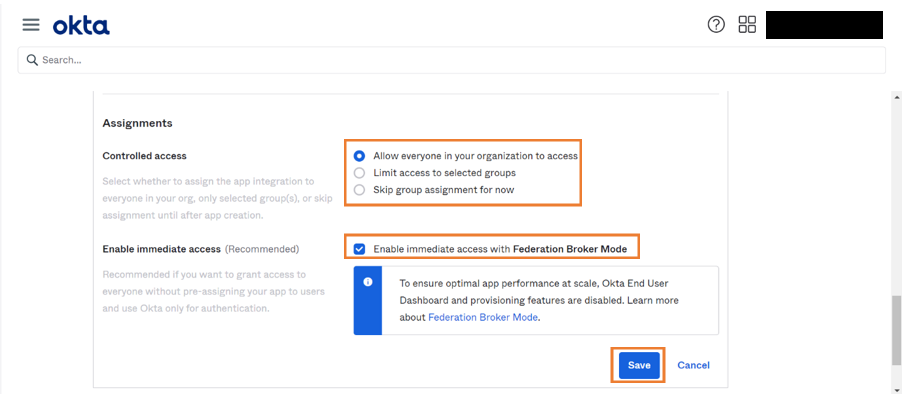 okta
Search...
Assignments
Controlled access
Select whether to assign the app integration to
everyone in your org, only selected group(s), or skip
assignment until after app creation.
Allow everyone in your organization to access
Limit access to selected groups
Skip group assignment for now
Enable immediate access (Recommended)
Recommended if you want to grant access to
everyone without pre-assigning your app to users
and use Okta only for authentication.
Enable immediate access with Federation Broker Mode
To ensure optimal app performance at scale, Okta End User
Dashboard and provisioning features are disabled. Learn more
about Federation Broker Mode.
Save
Cancel